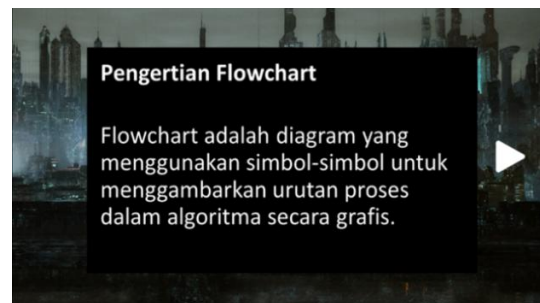 Pengertian Flowchart
Flowchart adalah diagram yang
menggunakan simbol-simbol untuk
menggambarkan urutan proses
dalam algoritma secara grafis.